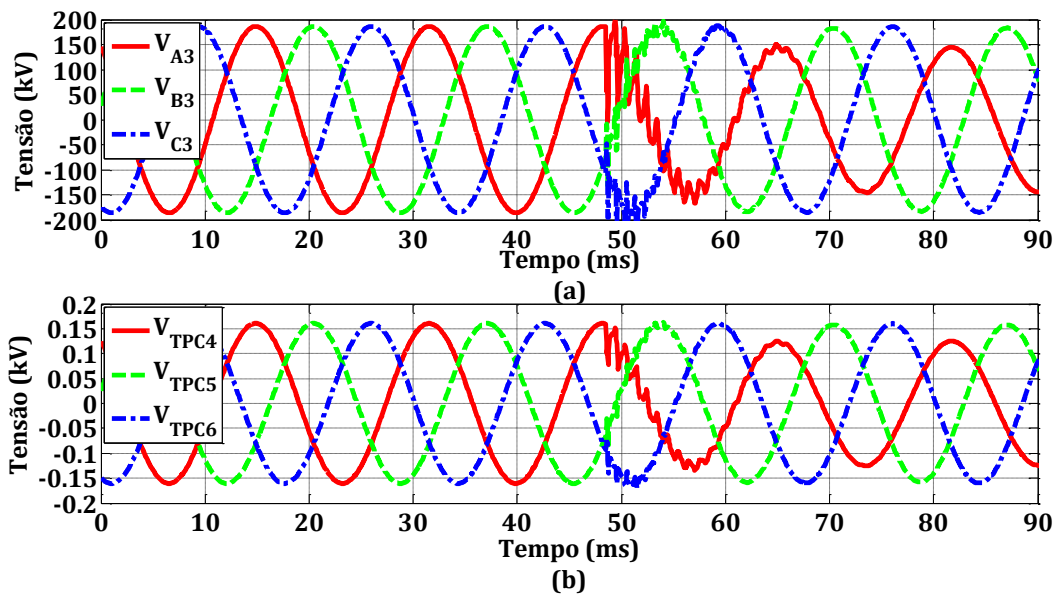 200
150
100
50
0
-50
-100
-150
-200
Tensão (kV)
V A3
V B3
V C3
0 10 20 30 40 50 60 70 80 90
Tempo (ms)
(a)
0.2
0.15
0.1
0.05
0
-0.05
-0.1
-0.15
-0.2
Tensão (kV)
V TPC4
V TPC5
V TPC6
0 10 20 30 40 50 60 70 80 90
Tempo (ms)
(b)